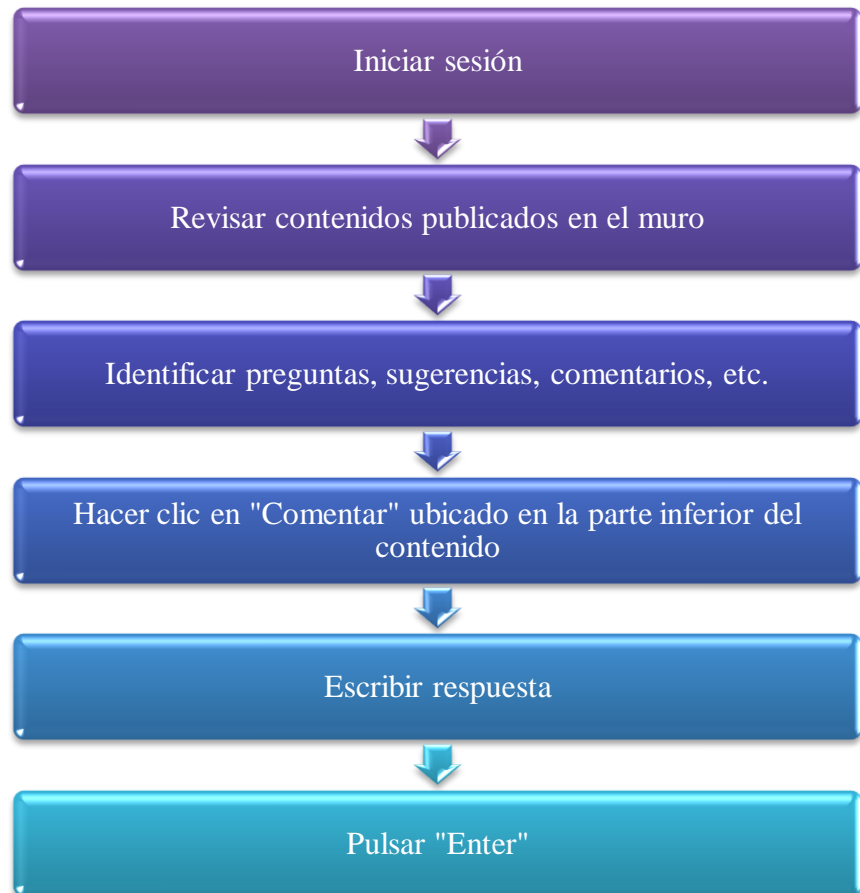 Iniciar sesión
Revisar contenidos publicados en el muro
Identificar preguntas, sugerencias, comentarios, etc.
Hacer clic en "Comentar" ubicado en la parte inferior del
contenido
Escribir respuesta
Pulsar "Enter"